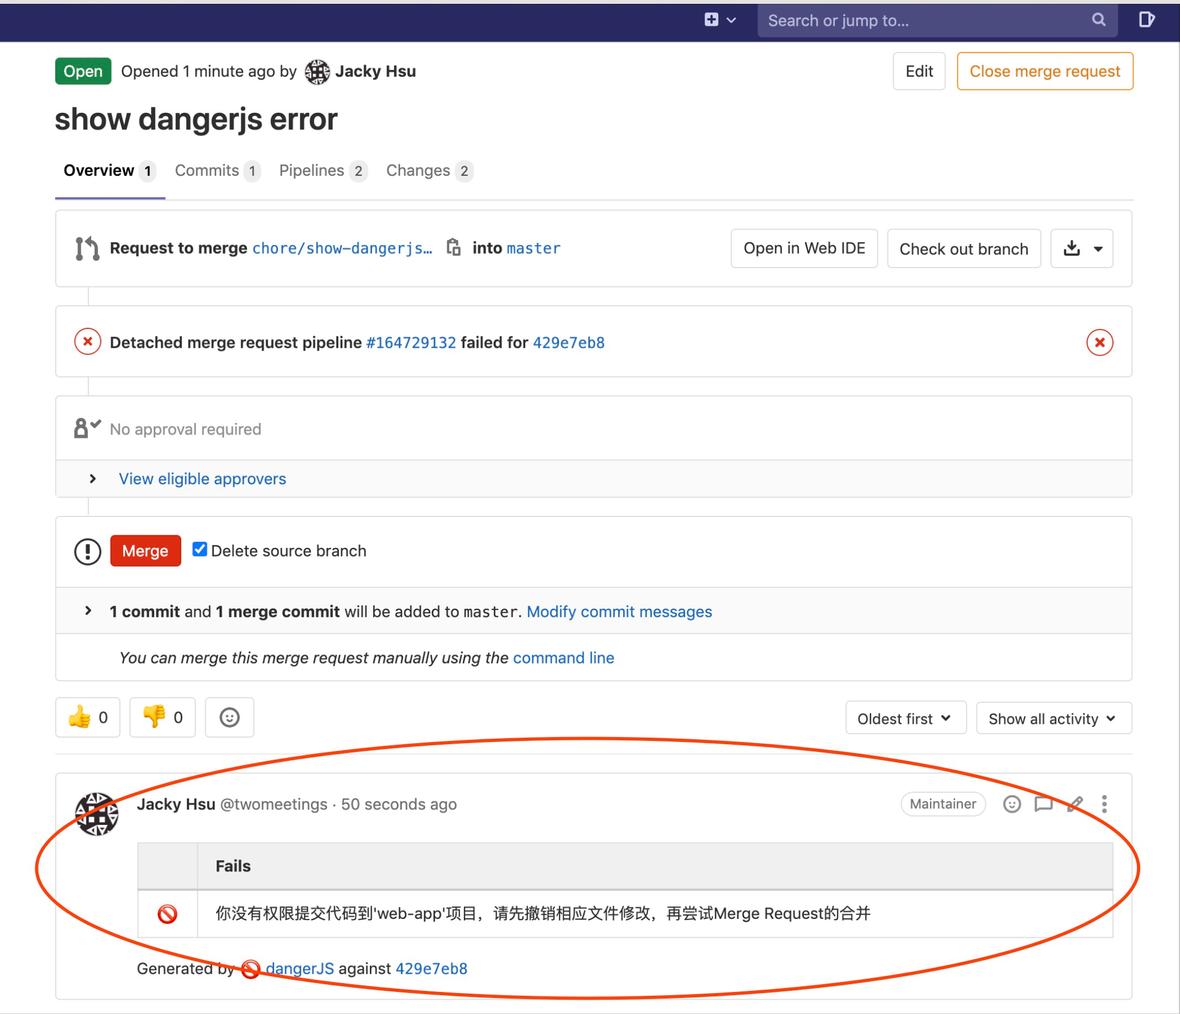 Search or jump to...
Open Opened 1 minute ago by Jacky Hsu Edit Close merge request
show dangerjs error
Overview 1 Commits 1 Pipelines 2 Changes 2
Request to merge chore/show-dangerjs… into master Open in Web IDE Check out branch
Detached merge request pipeline #164729132 failed for 429e7eb8
No approval required
View eligible approvers
Merge Delete source branch
1 commit and 1 merge commit will be added to master. Modify commit messages
You can merge this merge request manually using the command line
0 0 Oldest first Show all activity
Jacky Hsu @twomeetings · 50 seconds ago Maintainer
Fails
你没有权限提交代码到'web-app'项目，请先撤销相应文件修改，再尝试Merge Request的合并
Generated by dangerJS against 429e7eb8